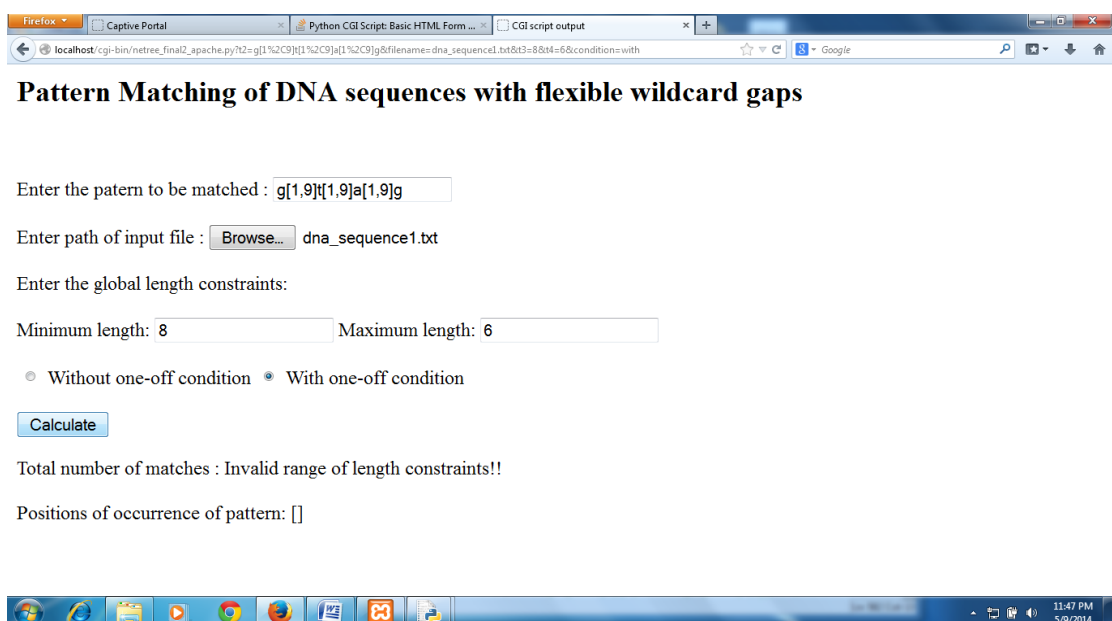 Firefox
Captive Portal
Python CGI Script: Basic HTML Form ...
CGI script output
localhost/cgi-bin/netree_final2_apache.py?t2=g[1%2C9]t[1%2C9]a[1%2C9]g&filename=dna_sequence1.txt&t3=8&t4=6&condition=with
Google
Pattern Matching of DNA sequences with flexible wildcard gaps
Enter the patern to be matched : g[1,9]t[1,9]a[1,9]g
Enter path of input file : Browse... dna_sequence1.txt
Enter the global length constraints:
Minimum length: 8 Maximum length: 6
Without one-off condition With one-off condition
Calculate
Total number of matches : Invalid range of length constraints!!
Positions of occurrence of pattern: []
11:47 PM
5/9/2014